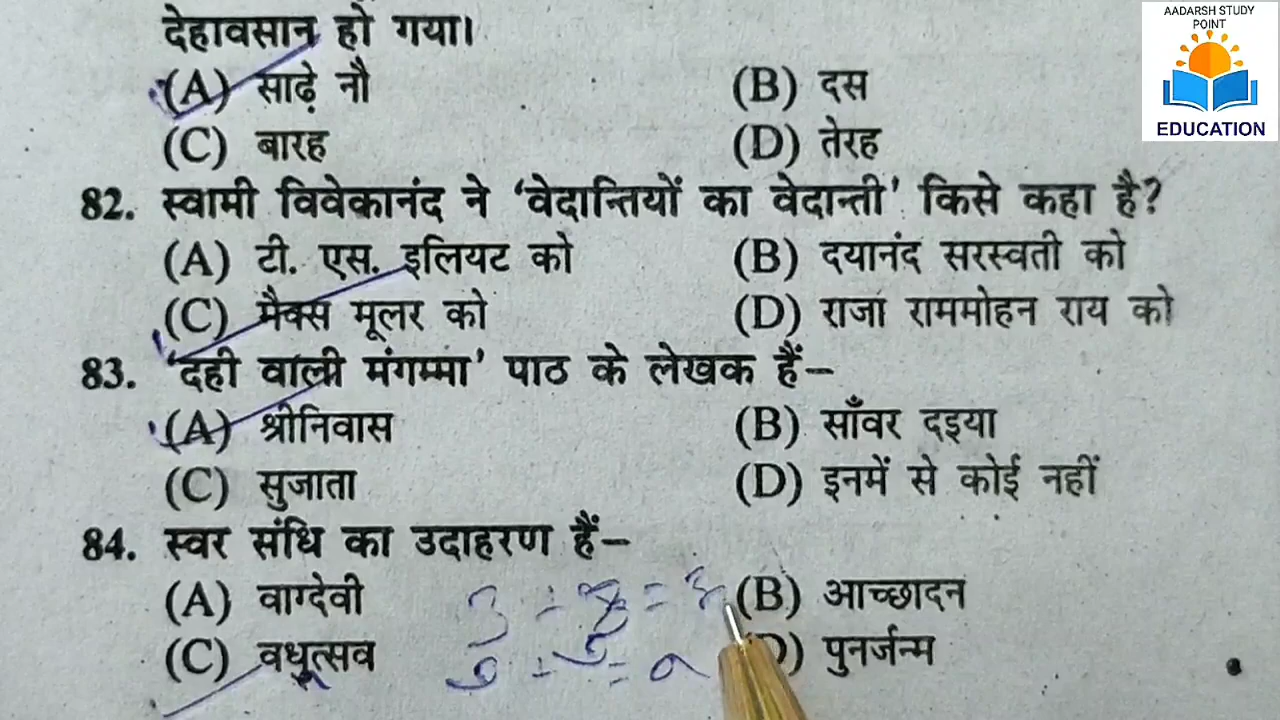 AADARSH STUDY
POINT
EDUCATION
देहावसान हो गया।
(A) साढ़े नौ (B) दस
(C) बारह (D) तेरह
82. स्वामी विवेकानंद ने ‘वेदान्तियों का वेदान्ती’ किसे कहा है?
(A) टी. एस. इलियट को (B) दयानंद सरस्वती को
(C) मैक्स मूलर को (D) राजा राममोहन राय को
83. ‘दही वाली मंगम्मा’ पाठ के लेखक हैं–
(A) श्रीनिवास (B) साँवर दइया
(C) सुजाता (D) इनमें से कोई नहीं
84. स्वर संधि का उदाहरण हैं–
(A) वाग्देवी (B) आच्छादन
(C) वधुत्सव D) पुनर्जन्म